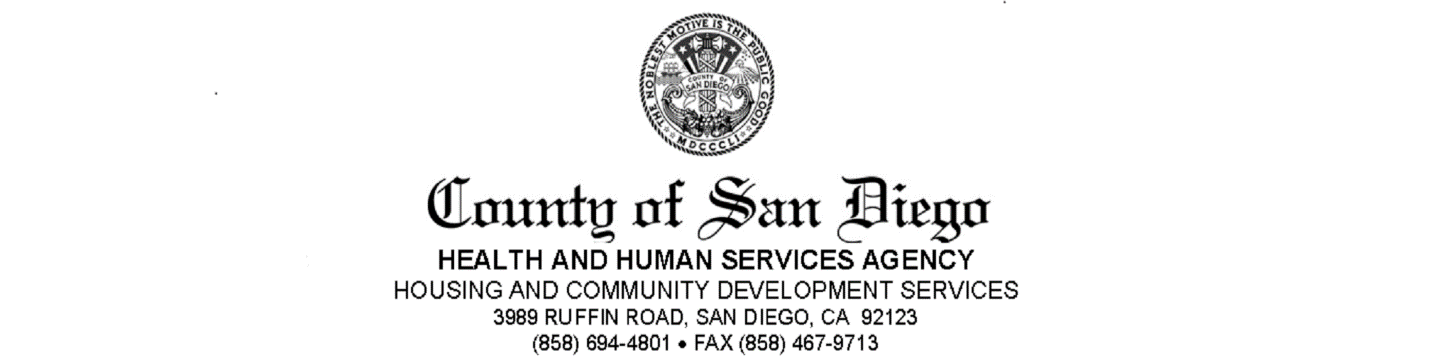 THE NOBLEST MOTIVE IS THE PUBLIC GOOD
COUNTY OF
SAN DIEGO
MDCCCLI
County of San Diego
HEALTH AND HUMAN SERVICES AGENCY
HOUSING AND COMMUNITY DEVELOPMENT SERVICES
3989 RUFFIN ROAD, SAN DIEGO, CA 92123
(858) 694-4801 • FAX (858) 467-9713